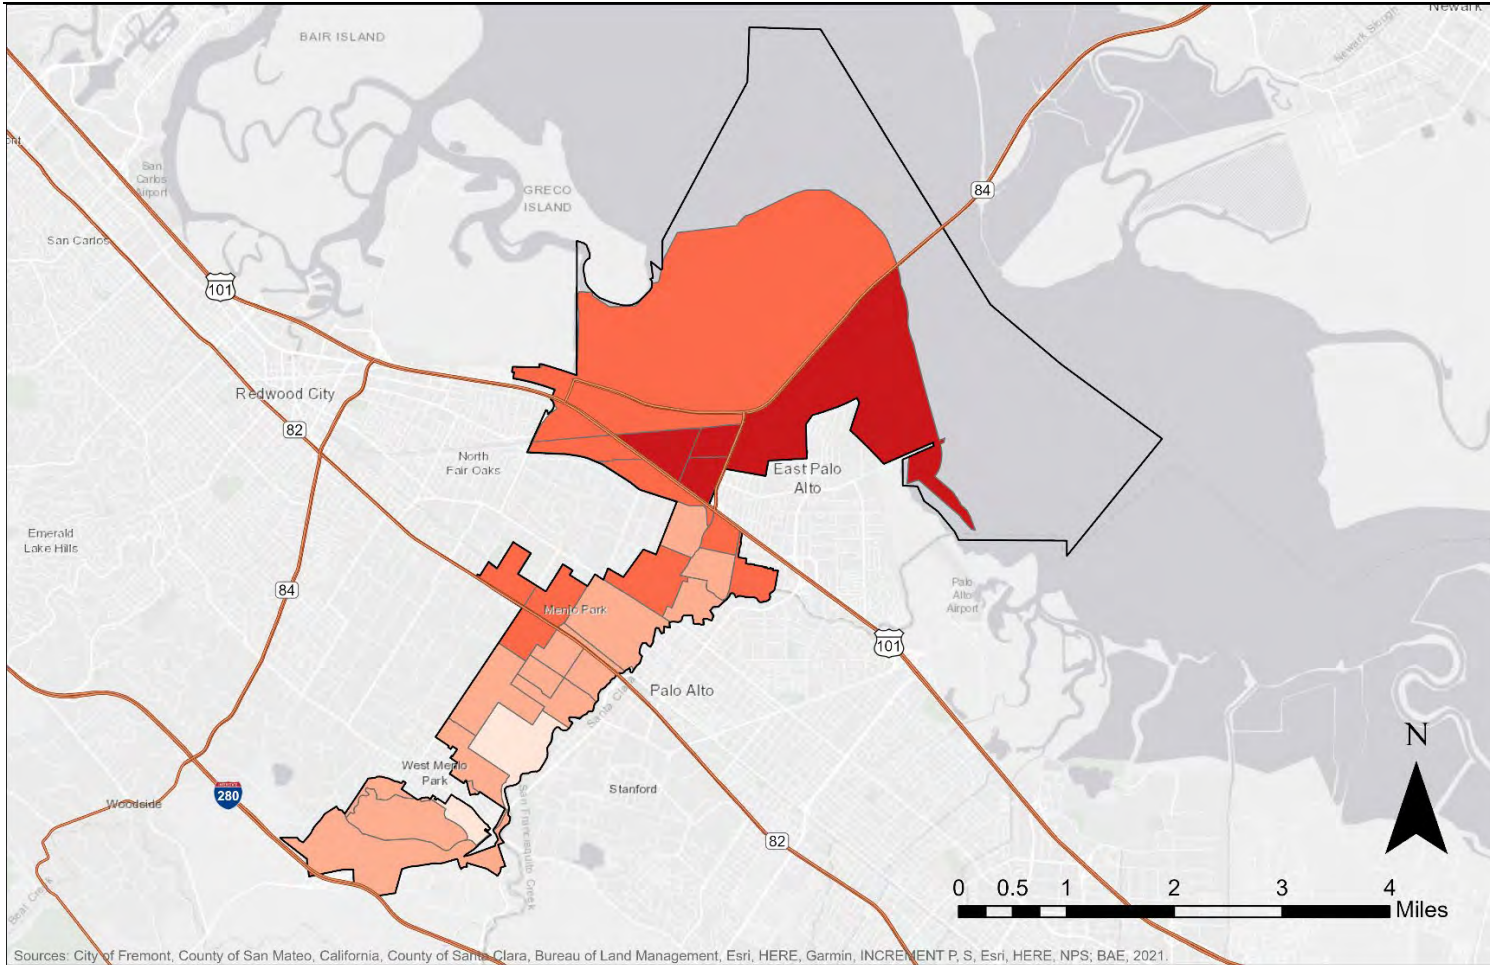 Newark
Newark Slough
BAIR ISLAND
GRECO
ISLAND
84
San
Carlos
Airport
San Carlos
101
Redwood City
82
North
Fair Oaks
East Palo
Alto
Emerald
Lake Hills
84
Menlo Park
Palo
Alto
Airport
101
Palo Alto
Santa Clara
West Menlo
Park
280
Woodside
Stanford
San Francisquito Creek
82
Bear Creek
N
0 0.5 1 2 3 4
Miles
Sources: City of Fremont, County of San Mateo, California, County of Santa Clara, Bureau of Land Management, Esri, HERE, Garmin, INCREMENT P, S, Esri, HERE, NPS; BAE, 2021.